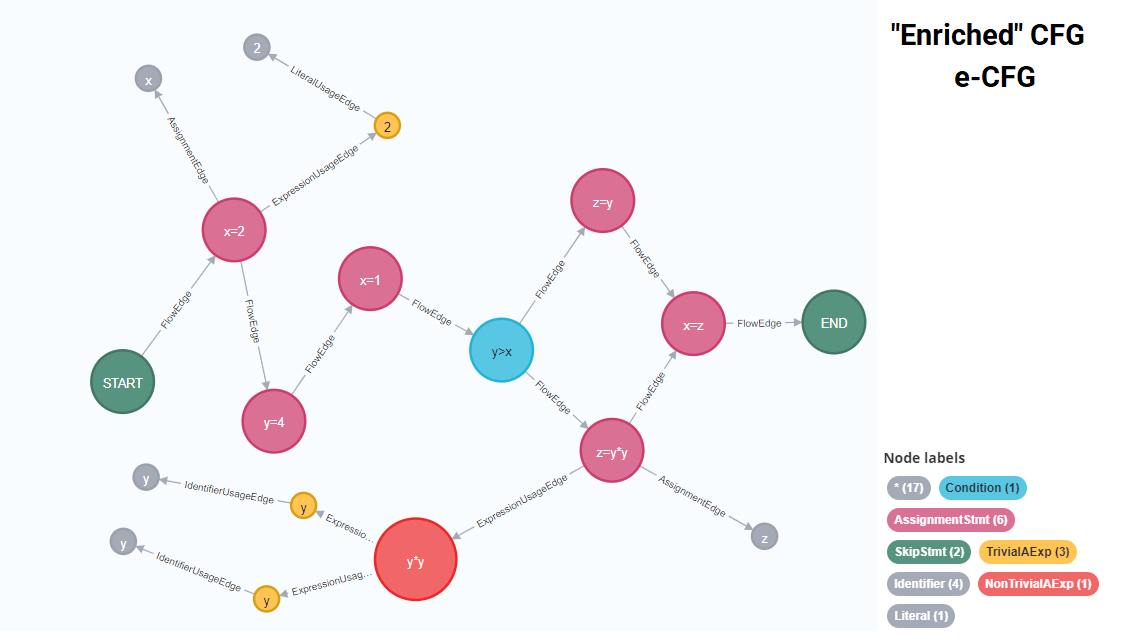 "Enriched" CFG
e-CFG
2
x
LiteralUsageEdge
2
AssignmentEdge
ExpressionUsageEdge
x=2
z=y
FlowEdge
FlowEdge
x=1
FlowEdge
FlowEdge
FlowEdge
x=z
FlowEdge
END
y>x
FlowEdge
START
FlowEdge
FlowEdge
y=4
z=y*y
y
IdentifierUsageEdge
y
Expressio...
ExpressionUsageEdge
AssignmentEdge
z
y
IdentifierUsageEdge
y
ExpressionUsag...
y*y
Node labels
* (17)
Condition (1)
AssignmentStmt (6)
SkipStmt (2)
TrivialAExp (3)
Identifier (4)
NonTrivialAExp (1)
Literal (1)